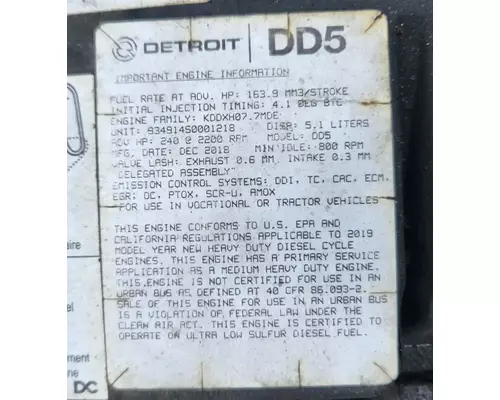 DETROIT DD5
IMPORTANT ENGINE INFORMATION
FUEL RATE AT ADV. HP: 163.9 MM3/STROKE
INITIAL INJECTION TIMING: 4.1 DEG BTC
ENGINE FAMILY: KDDXH07.7MDE
UNIT: 934914S0001218 DISP: 5.1 LITERS
ADV HP: 240 @ 2200 RPM MODEL: DD5
MFG. DATE: DEC 2018 MIN IDLE: 800 RPM
VALVE LASH: EXHAUST 0.6 MM, INTAKE 0.3 MM
"DELEGATED ASSEMBLY"
EMISSION CONTROL SYSTEMS: DDI, TC, CAC, ECM,
EGR, DC, PTOX, SCR-U, AMOX
FOR USE IN VOCATIONAL OR TRACTOR VEHICLES
THIS ENGINE CONFORMS TO U.S. EPA AND
CALIFORNIA REGULATIONS APPLICABLE TO 2019
MODEL YEAR NEW HEAVY DUTY DIESEL CYCLE
ENGINES. THIS ENGINE HAS A PRIMARY SERVICE
APPLICATION AS A MEDIUM HEAVY DUTY ENGINE.
THIS ENGINE IS NOT CERTIFIED FOR USE IN AN
URBAN BUS AS DEFINED AT 40 CFR 86.093-2.
SALE OF THIS ENGINE FOR USE IN AN URBAN BUS
IS A VIOLATION OF FEDERAL LAW UNDER THE
CLEAN AIR ACT. THIS ENGINE IS CERTIFIED TO
OPERATE ON ULTRA LOW SULFUR DIESEL FUEL.
DC